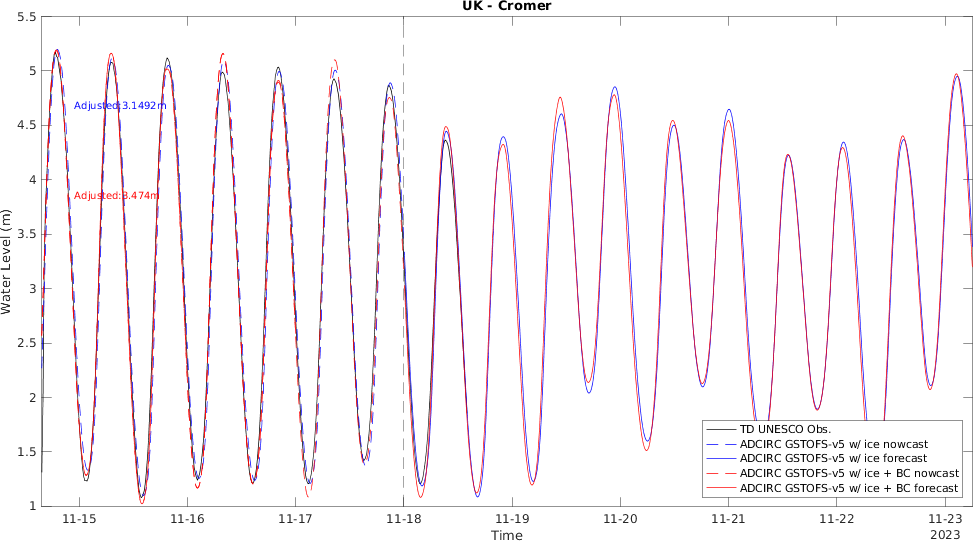 UK - Cromer
5.5
5
4.5
4
3.5
3
2.5
2
1.5
1
Water Level (m)
Adjusted:3.1492m
Adjusted:3.474m
TD UNESCO Obs.
ADCIRC GSTOFS-v5 w/ ice nowcast
ADCIRC GSTOFS-v5 w/ ice forecast
ADCIRC GSTOFS-v5 w/ ice + BC nowcast
ADCIRC GSTOFS-v5 w/ ice + BC forecast
11-15 11-16 11-17 11-18 11-19 11-20 11-21 11-22 11-23
Time
2023